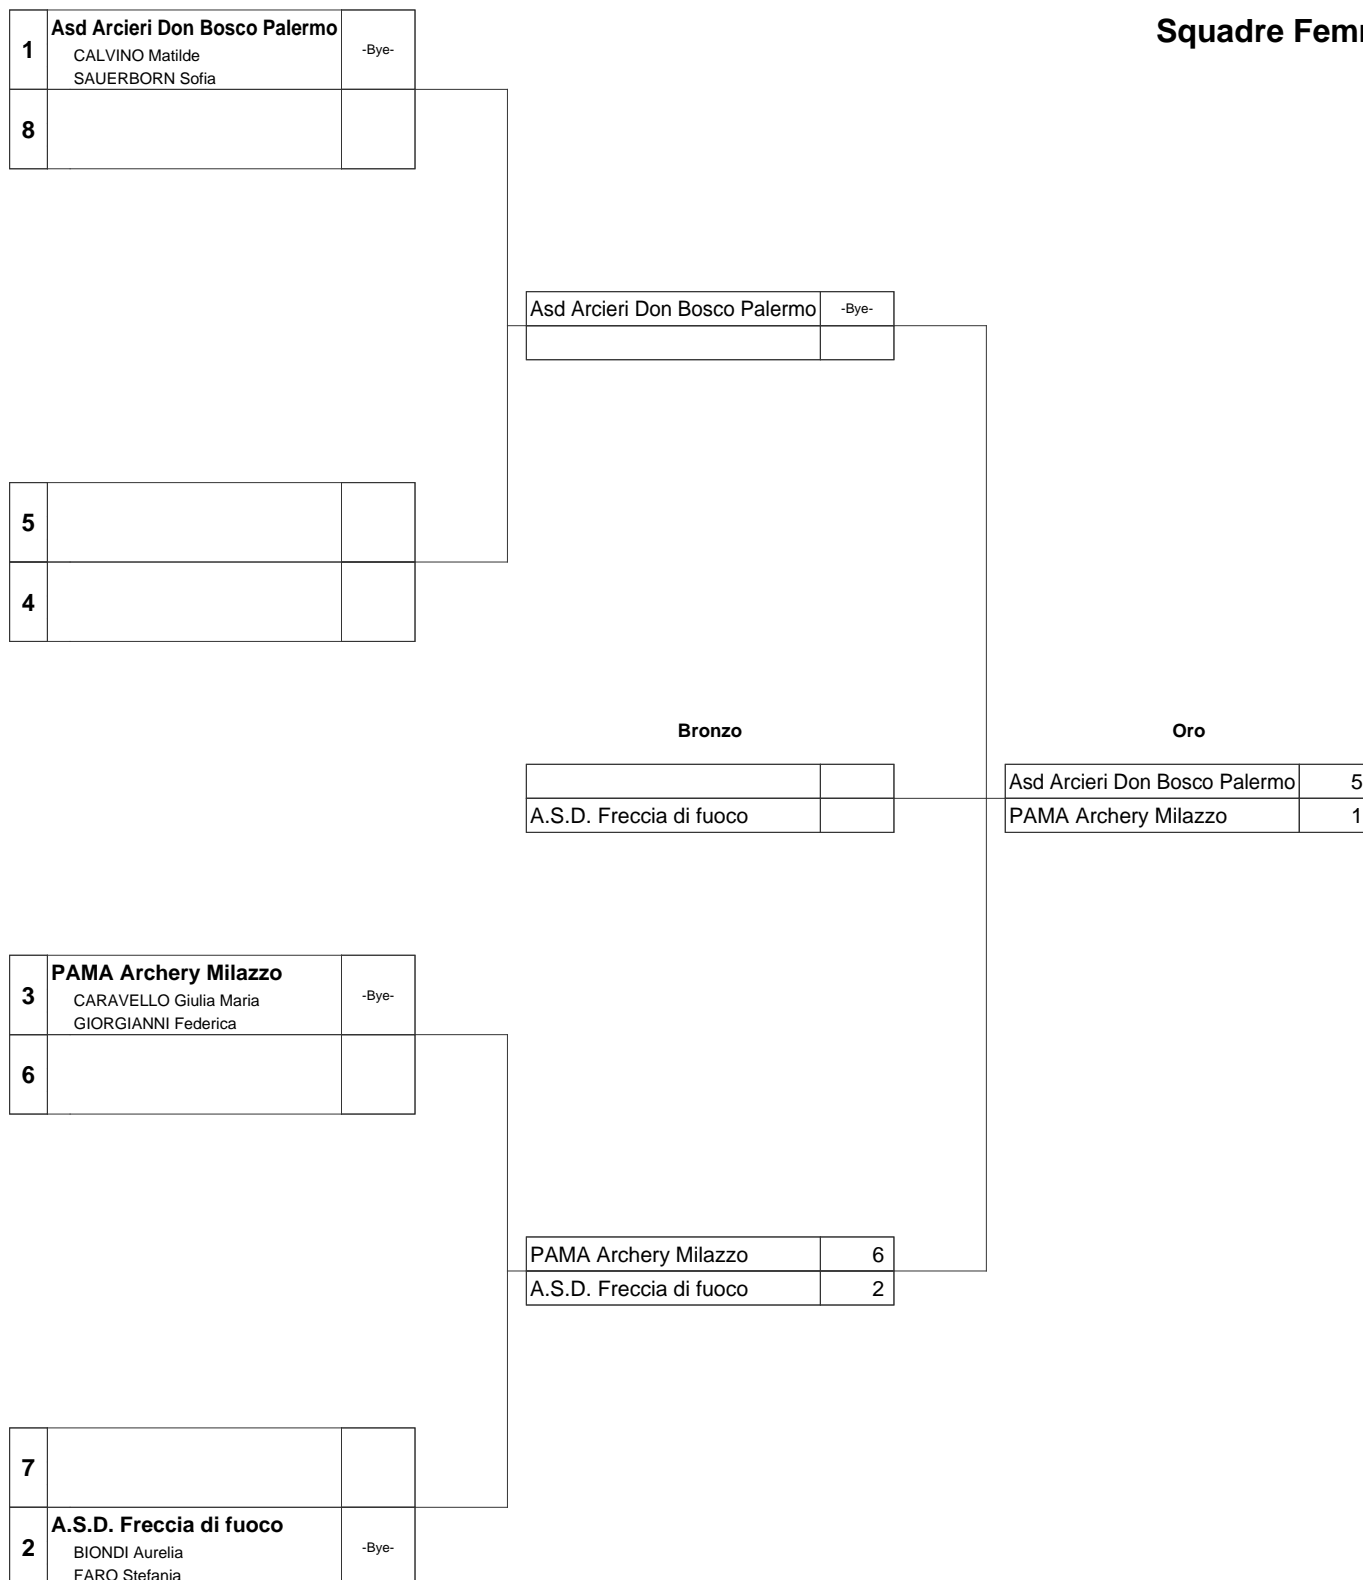 Squadre Fem
1
Asd Arcieri Don Bosco Palermo
-Bye-
CALVINO Matilde
SAUERBORN Sofia
8
Asd Arcieri Don Bosco Palermo -Bye-
5
4
Bronzo
A.S.D. Freccia di fuoco
Oro
Asd Arcieri Don Bosco Palermo 5
PAMA Archery Milazzo 1
3
PAMA Archery Milazzo
-Bye-
CARAVELLO Giulia Maria
GIORGIANNI Federica
6
PAMA Archery Milazzo 6
A.S.D. Freccia di fuoco 2
7
2
A.S.D. Freccia di fuoco
-Bye-
BIONDI Aurelia
FARO Stefania